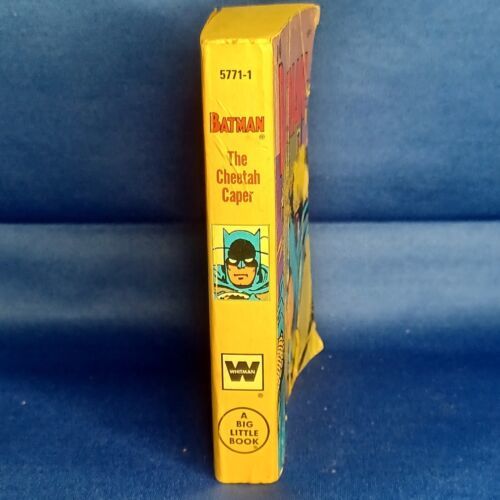 5771-1
BATMAN
®
The
Cheetah
Caper
W
WHITMAN
®
A
BIG
LITTLE
BOOK
®